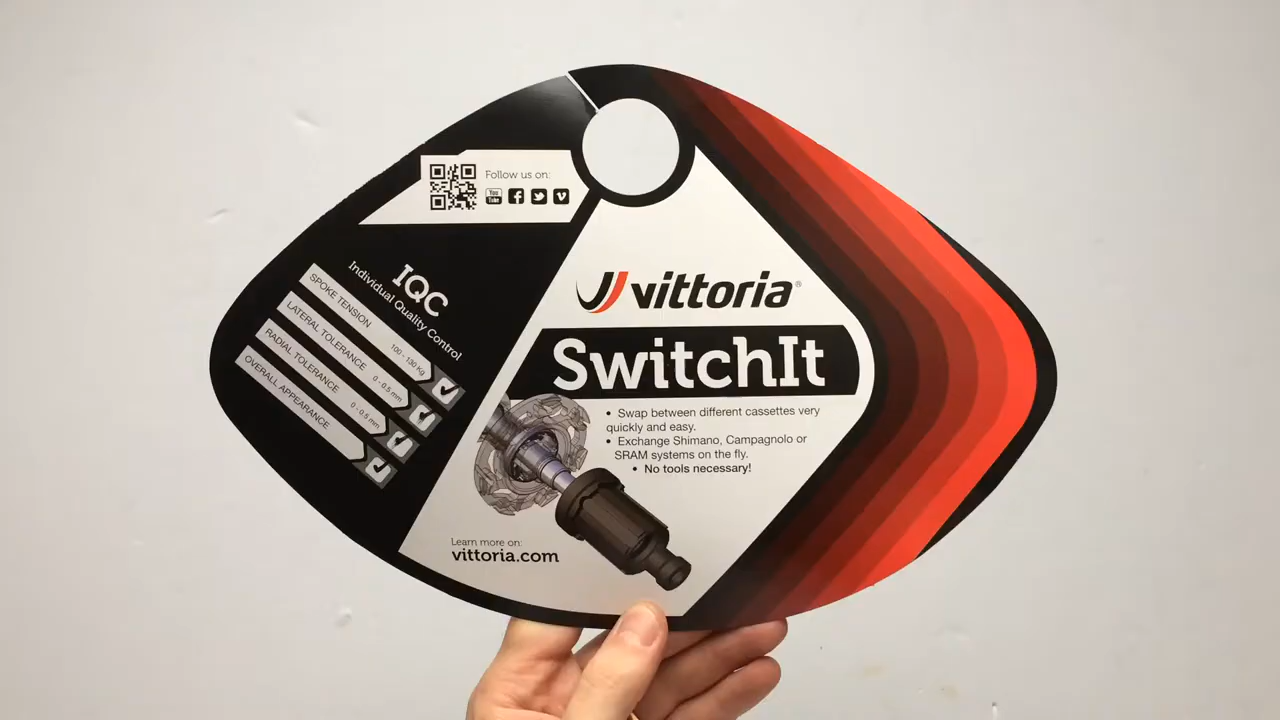 Follow us on:
You
Tube
IQC
Individual Quality Control
SPOKE TENSION 100 - 130 Kg
LATERAL TOLERANCE 0 - 0.5 mm
RADIAL TOLERANCE 0 - 0.5 mm
OVERALL APPEARANCE
vittoria®
SwitchIt
• Swap between different cassettes very
quickly and easy.
• Exchange Shimano, Campagnolo or
SRAM systems on the fly.
• No tools necessary!
Learn more on:
vittoria.com